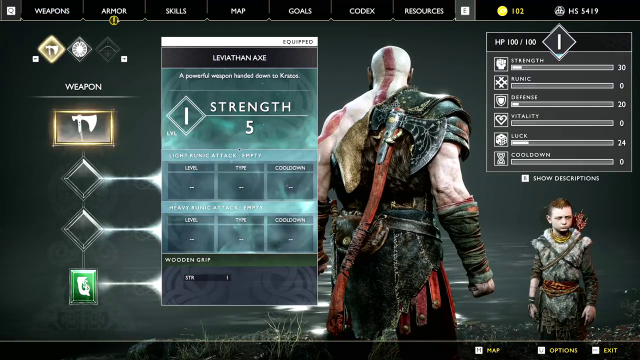 Q WEAPONS ARMOR SKILLS MAP GOALS CODEX RESOURCES E 102 HS 5419
EQUIPPED
LEVIATHAN AXE
A powerful weapon handed down to Kratos.
I
LVL
STRENGTH
5
LIGHT RUNIC ATTACK - EMPTY
LEVEL TYPE COOLDOWN
-- -- --
HEAVY RUNIC ATTACK - EMPTY
LEVEL TYPE COOLDOWN
-- -- --
WOODEN GRIP
STR 1
WEAPON
HP 100 / 100
I
STRENGTH 30
RUNIC 0
DEFENSE 20
VITALITY 0
LUCK 24
COOLDOWN 0
SHOW DESCRIPTIONS
M MAP OPTIONS EXIT